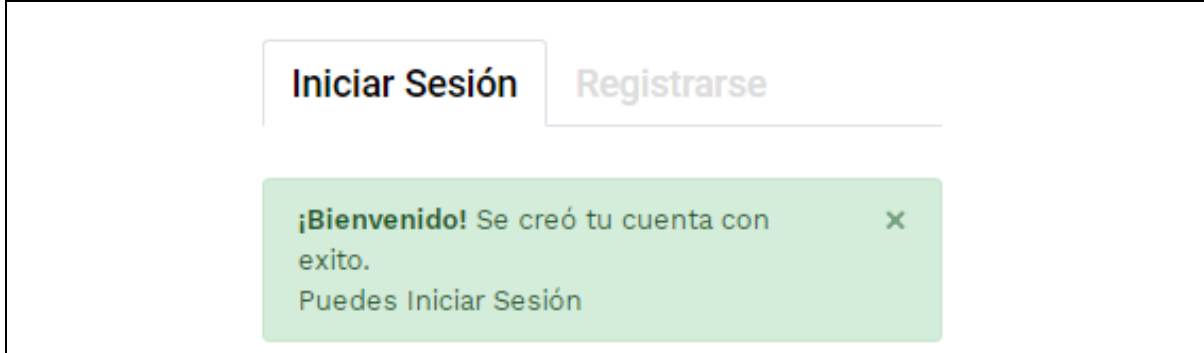 Iniciar Sesión
Registrarse
¡Bienvenido! Se creó tu cuenta con
exito.
Puedes Iniciar Sesión